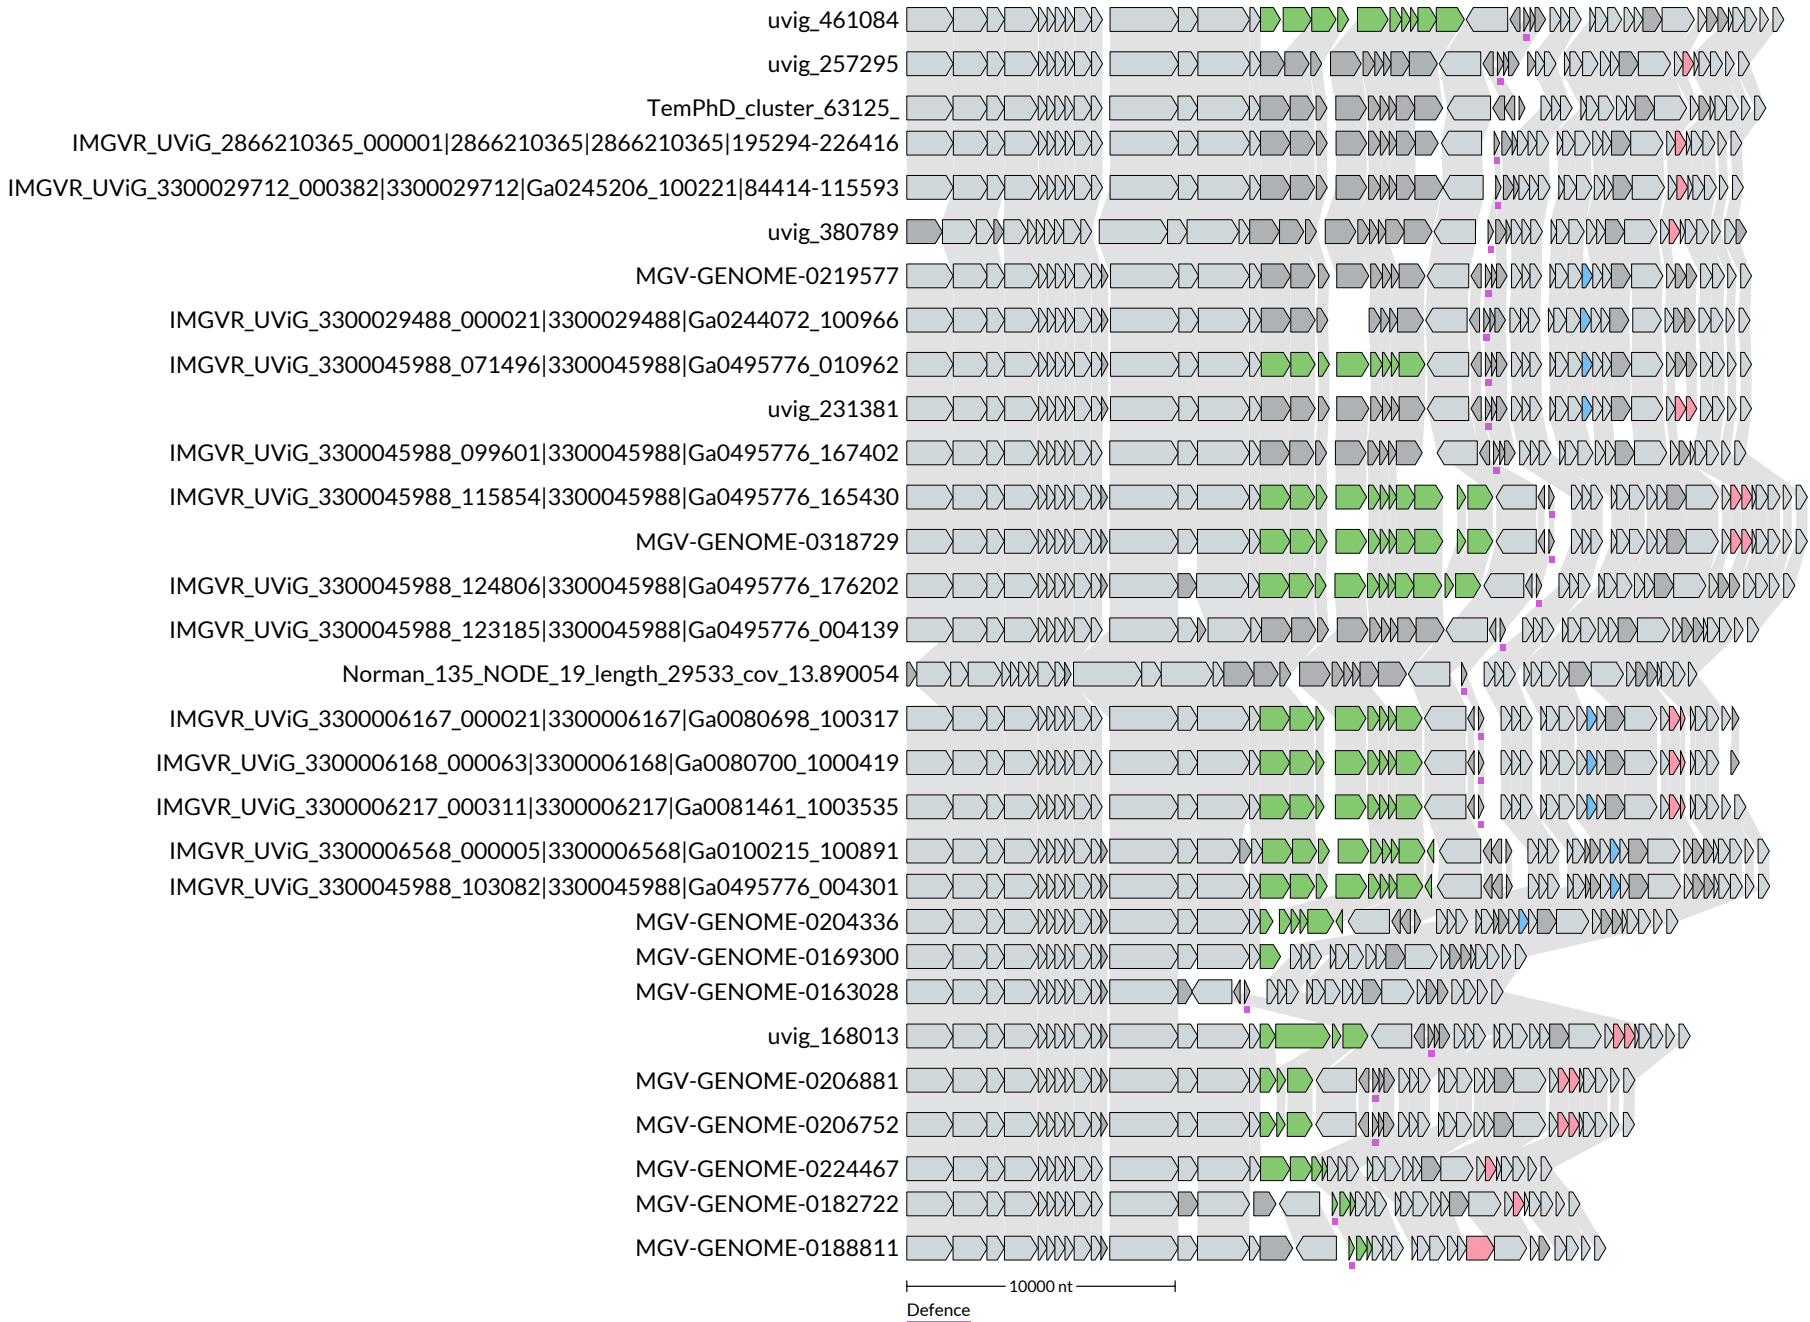 uvig_461084
uvig_257295
TemPhD_cluster_63125_
IMGVR_UViG_2866210365_000001|2866210365|2866210365|195294-226416
IMGVR_UViG_3300029712_000382|3300029712|Ga0245206_100221|84414-115593
uvig_380789
MGV-GENOME-0219577
IMGVR_UViG_3300029488_000021|3300029488|Ga0244072_100966
IMGVR_UViG_3300045988_071496|3300045988|Ga0495776_010962
uvig_231381
IMGVR_UViG_3300045988_099601|3300045988|Ga0495776_167402
IMGVR_UViG_3300045988_115854|3300045988|Ga0495776_165430
MGV-GENOME-0318729
IMGVR_UViG_3300045988_124806|3300045988|Ga0495776_176202
IMGVR_UViG_3300045988_123185|3300045988|Ga0495776_004139
Norman_135_NODE_19_length_29533_cov_13.890054
IMGVR_UViG_3300006167_000021|3300006167|Ga0080698_100317
IMGVR_UViG_3300006168_000063|3300006168|Ga0080700_1000419
IMGVR_UViG_3300006217_000311|3300006217|Ga0081461_1003535
IMGVR_UViG_3300006568_000005|3300006568|Ga0100215_100891
IMGVR_UViG_3300045988_103082|3300045988|Ga0495776_004301
MGV-GENOME-0204336
MGV-GENOME-0169300
MGV-GENOME-0163028
uvig_168013
MGV-GENOME-0206881
MGV-GENOME-0206752
MGV-GENOME-0224467
MGV-GENOME-0182722
MGV-GENOME-0188811
10000 nt
Defence